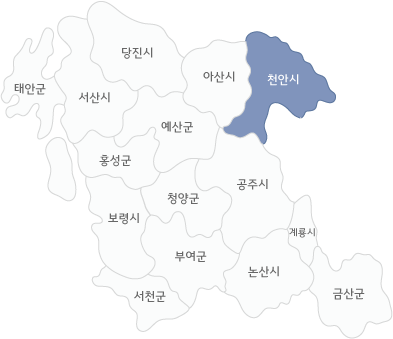 당진시
아산시
천안시
태안군
서산시
예산군
홍성군
공주시
청양군
보령시
계룡시
부여군
논산시
서천군
금산군